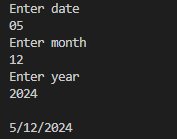 Enter date
05
Enter month
12
Enter year
2024
5/12/2024